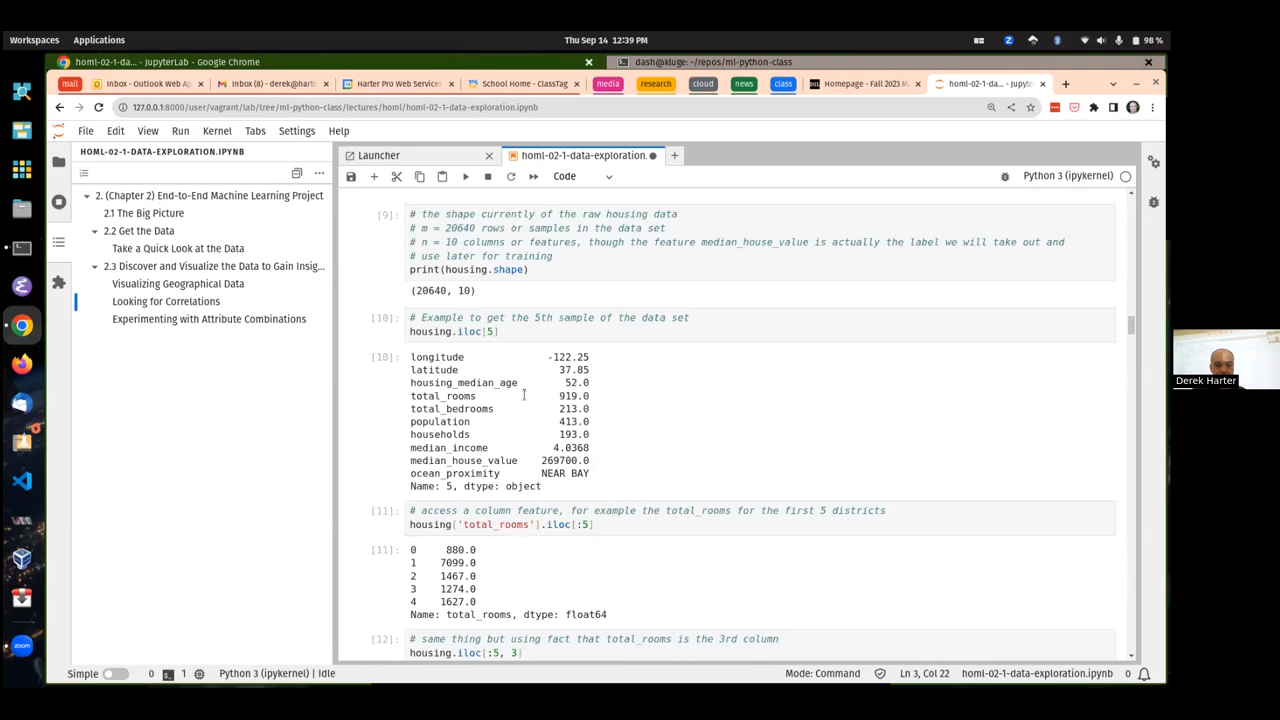 Workspaces Applications Thu Sep 14 12:39 PM 98 %
homl-02-1-da... - JupyterLab - Google Chrome dash@kluge: ~/repos/ml-python-class
mail Inbox - Outlook Web Ap Inbox (8) - derek@harte Harter Pro Web Services School Home - ClassTag media research cloud news class Homepage - Fall 2023 M homl-02-1-da... - Jupyte
127.0.0.1:8000/user/vagrant/lab/tree/ml-python-class/lectures/homl/homl-02-1-data-exploration.ipynb
File Edit View Run Kernel Tabs Settings Help
HOML-02-1-DATA-EXPLORATION.IPYNB
Launcher homl-02-1-data-exploration.
Code
Python 3 (ipykernel)
2. (Chapter 2) End-to-End Machine Learning Project
2.1 The Big Picture
2.2 Get the Data
Take a Quick Look at the Data
2.3 Discover and Visualize the Data to Gain Insig...
Visualizing Geographical Data
Looking for Correlations
Experimenting with Attribute Combinations
[9]: # the shape currently of the raw housing data
# m = 20640 rows or samples in the data set
# n = 10 columns or features, though the feature median_house_value is actually the label we will take out and
# use later for training
print(housing.shape)
(20640, 10)
[10]: # Example to get the 5th sample of the data set
housing.iloc[5]
[10]: longitude -122.25
latitude 37.85
housing_median_age 52.0
total_rooms 919.0
total_bedrooms 213.0
population 413.0
households 193.0
median_income 4.0368
median_house_value 269700.0
ocean_proximity NEAR BAY
Name: 5, dtype: object
[11]: # access a column feature, for example the total_rooms for the first 5 districts
housing['total_rooms'].iloc[:5]
[11]: 0 880.0
1 7099.0
2 1467.0
3 1274.0
4 1627.0
Name: total_rooms, dtype: float64
[12]: # same thing but using fact that total_rooms is the 3rd column
housing.iloc[:5, 3]
Simple 0 1 Python 3 (ipykernel) | Idle Mode: Command Ln 3, Col 22 homl-02-1-data-exploration.ipynb 0
Derek Harter